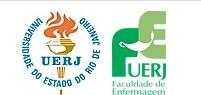 UNIVERSIDADE DO ESTADO DO RIO DE JANEIRO
UERJ
UERJ
Faculdade de
Enfermagem